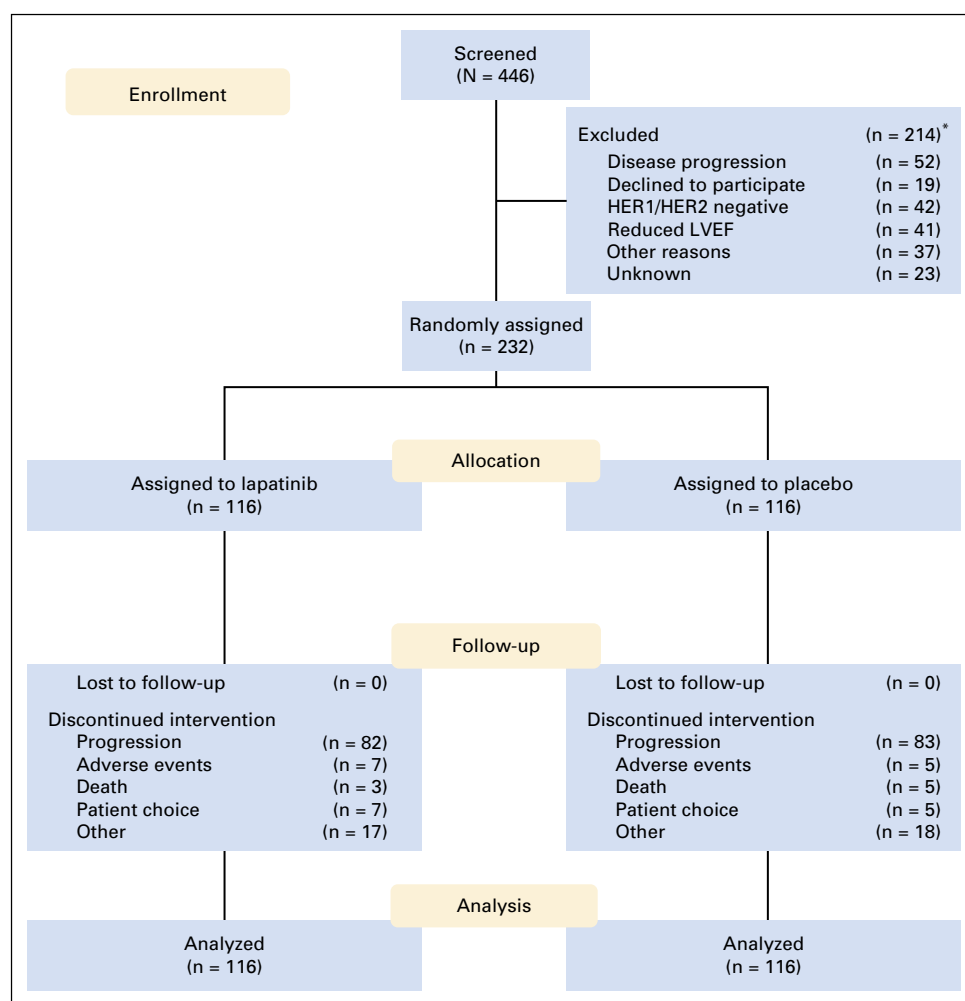 Screened
(N = 446)
Enrollment
Excluded (n = 214)*
Disease progression (n = 52)
Declined to participate (n = 19)
HER1/HER2 negative (n = 42)
Reduced LVEF (n = 41)
Other reasons (n = 37)
Unknown (n = 23)
Randomly assigned
(n = 232)
Allocation
Assigned to lapatinib
(n = 116)
Assigned to placebo
(n = 116)
Follow-up
Lost to follow-up (n = 0)
Discontinued intervention
Progression (n = 82)
Adverse events (n = 7)
Death (n = 3)
Patient choice (n = 7)
Other (n = 17)
Lost to follow-up (n = 0)
Discontinued intervention
Progression (n = 83)
Adverse events (n = 5)
Death (n = 5)
Patient choice (n = 5)
Other (n = 18)
Analysis
Analyzed
(n = 116)
Analyzed
(n = 116)